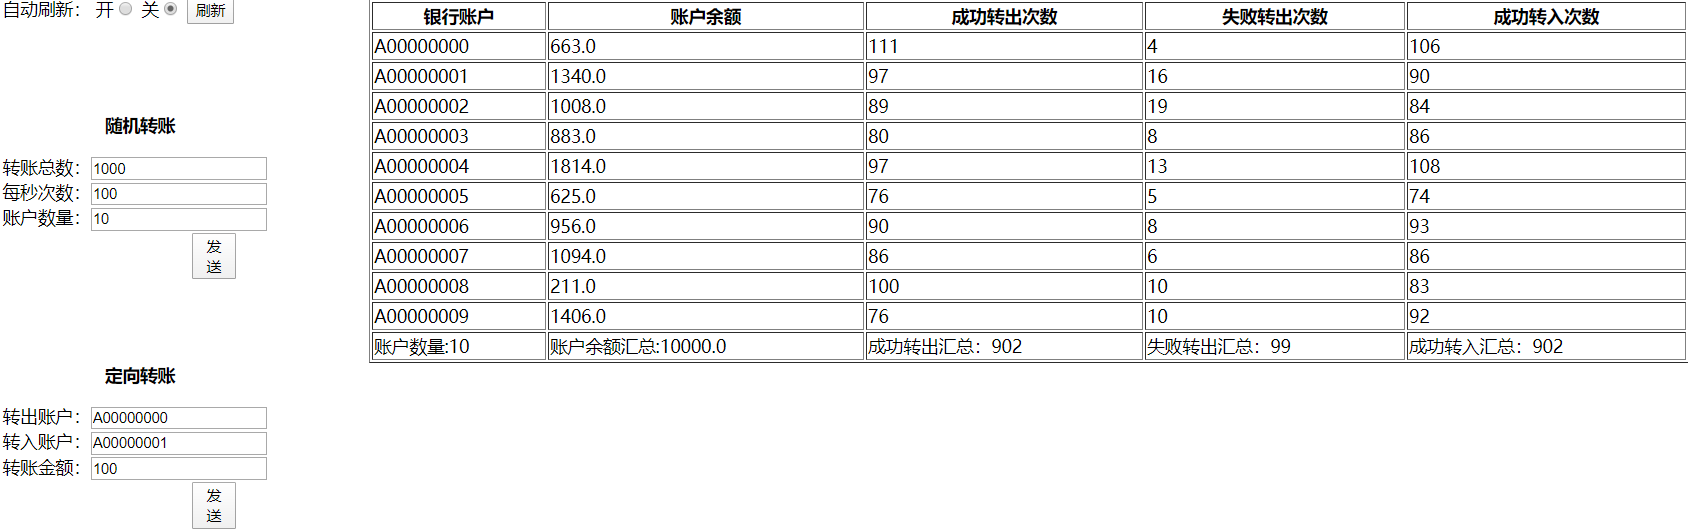 自动刷新： 开 关 刷新
随机转账
转账总数： 1000
每秒次数： 100
账户数量： 10
发
送
定向转账
转出账户： A00000000
转入账户： A00000001
转账金额： 100
发
送
银行账户 账户余额 成功转出次数 失败转出次数 成功转入次数
A00000000 663.0 111 4 106
A00000001 1340.0 97 16 90
A00000002 1008.0 89 19 84
A00000003 883.0 80 8 86
A00000004 1814.0 97 13 108
A00000005 625.0 76 5 74
A00000006 956.0 90 8 93
A00000007 1094.0 86 6 86
A00000008 211.0 100 10 83
A00000009 1406.0 76 10 92
账户数量:10 账户余额汇总:10000.0 成功转出汇总：902 失败转出汇总：99 成功转入汇总：902